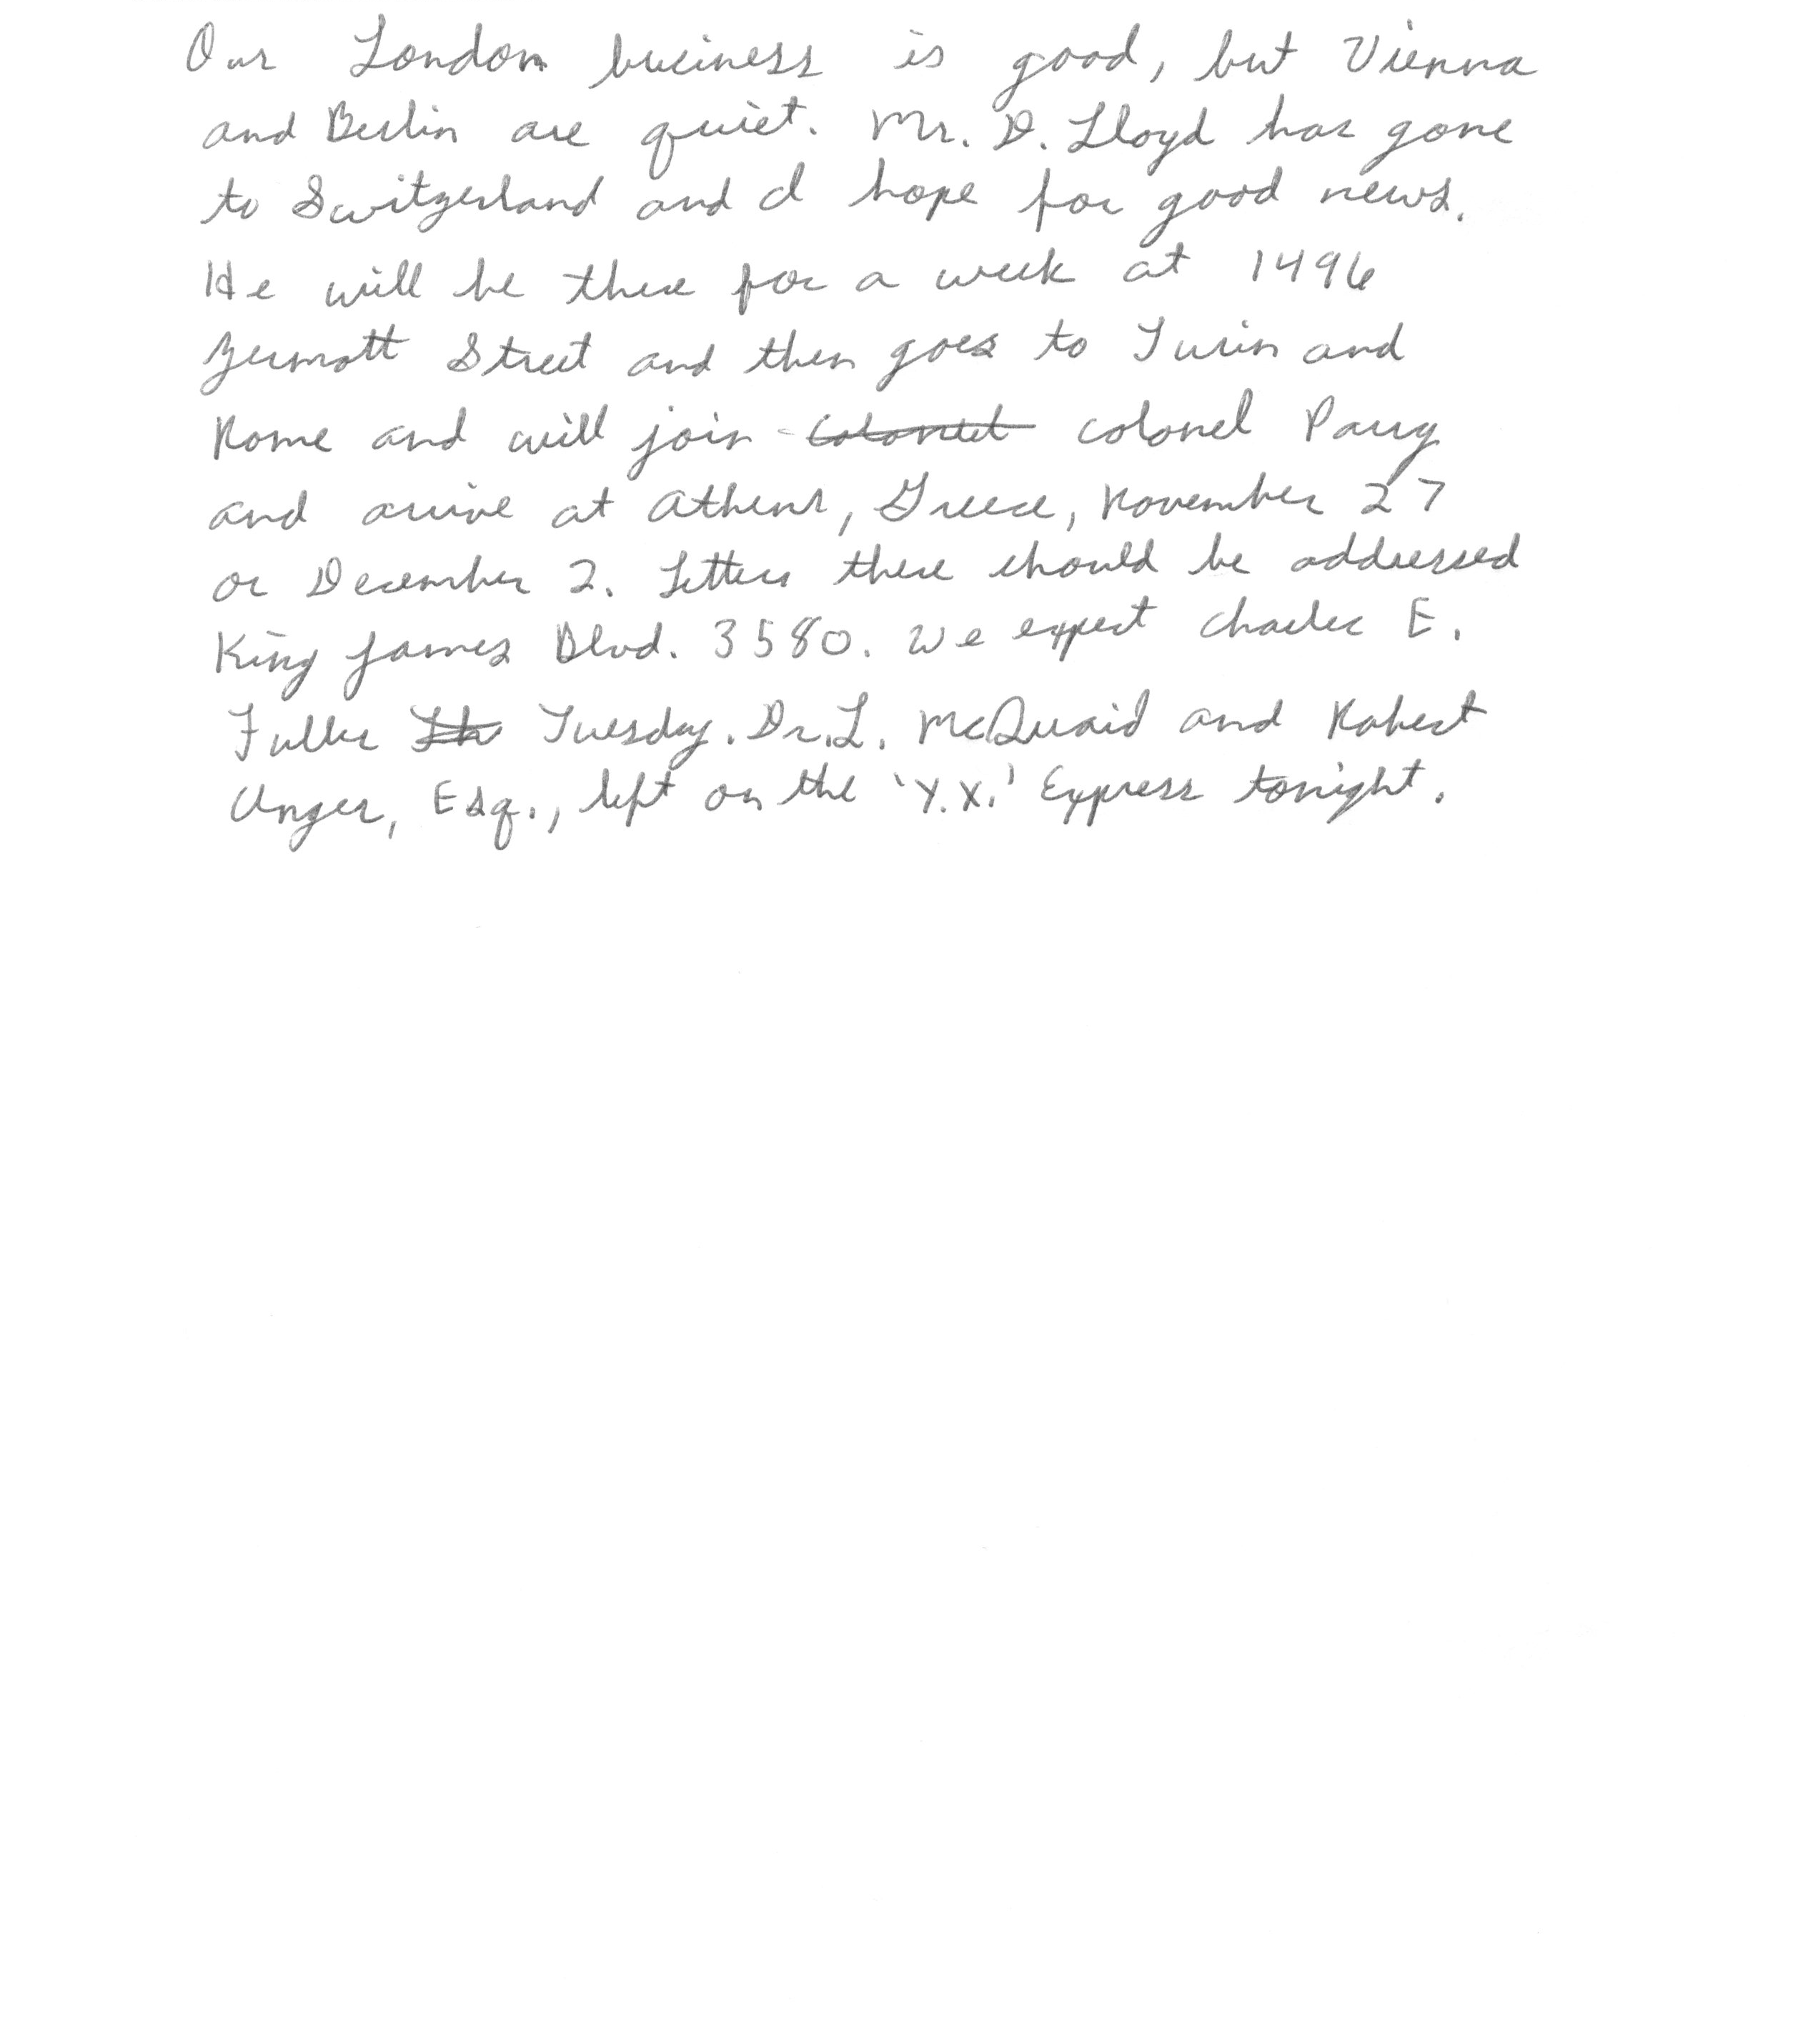 Our London business is good, but Vienna
and Berlin are quiet. Mr. D. Lloyd has gone
to Switzerland and I hope for good news.
He will be there for a week at 1496
Zermott Street and then goes to Turin and
Rome and will join colonel Parry
and arrive at Athens, Greece, November 27
or December 2. Letters there should be addressed
King James Blvd. 3580. We expect Charles E.
Fuller Tuesday. Dr. L. McQuaid and Robert
Unger, Esq., left on the 'Y.X.' Express tonight.